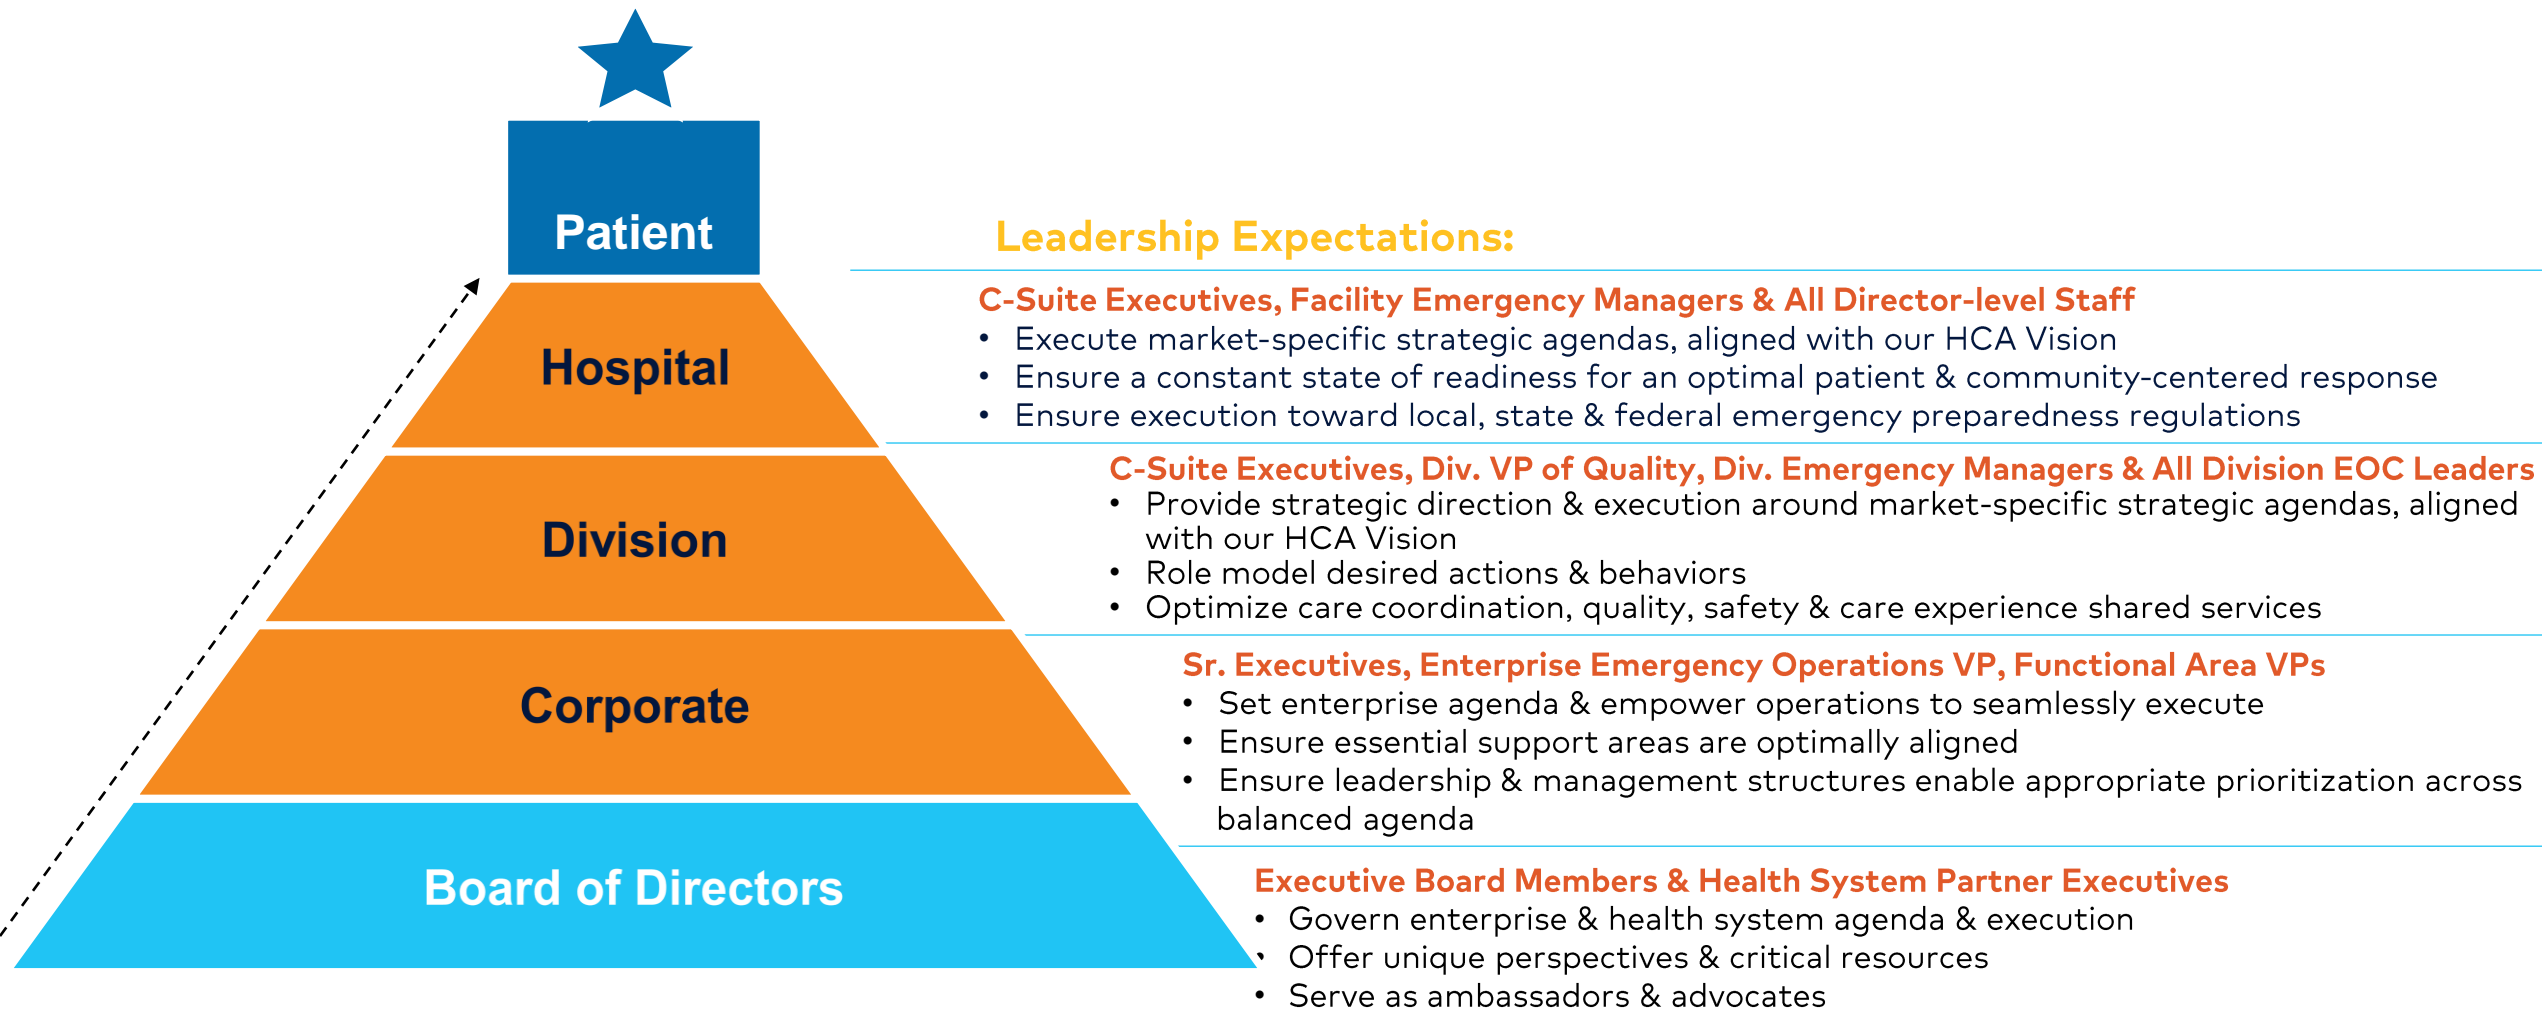 Patient
Leadership Expectations:
Hospital
C-Suite Executives, Facility Emergency Managers & All Director-level Staff
• Execute market-specific strategic agendas, aligned with our HCA Vision
• Ensure a constant state of readiness for an optimal patient & community-centered response
• Ensure execution toward local, state & federal emergency preparedness regulations
Division
C-Suite Executives, Div. VP of Quality, Div. Emergency Managers & All Division EOC Leaders
• Provide strategic direction & execution around market-specific strategic agendas, aligned
with our HCA Vision
• Role model desired actions & behaviors
• Optimize care coordination, quality, safety & care experience shared services
Corporate
Sr. Executives, Enterprise Emergency Operations VP, Functional Area VPs
• Set enterprise agenda & empower operations to seamlessly execute
• Ensure essential support areas are optimally aligned
• Ensure leadership & management structures enable appropriate prioritization across
balanced agenda
Board of Directors
Executive Board Members & Health System Partner Executives
• Govern enterprise & health system agenda & execution
• Offer unique perspectives & critical resources
• Serve as ambassadors & advocates